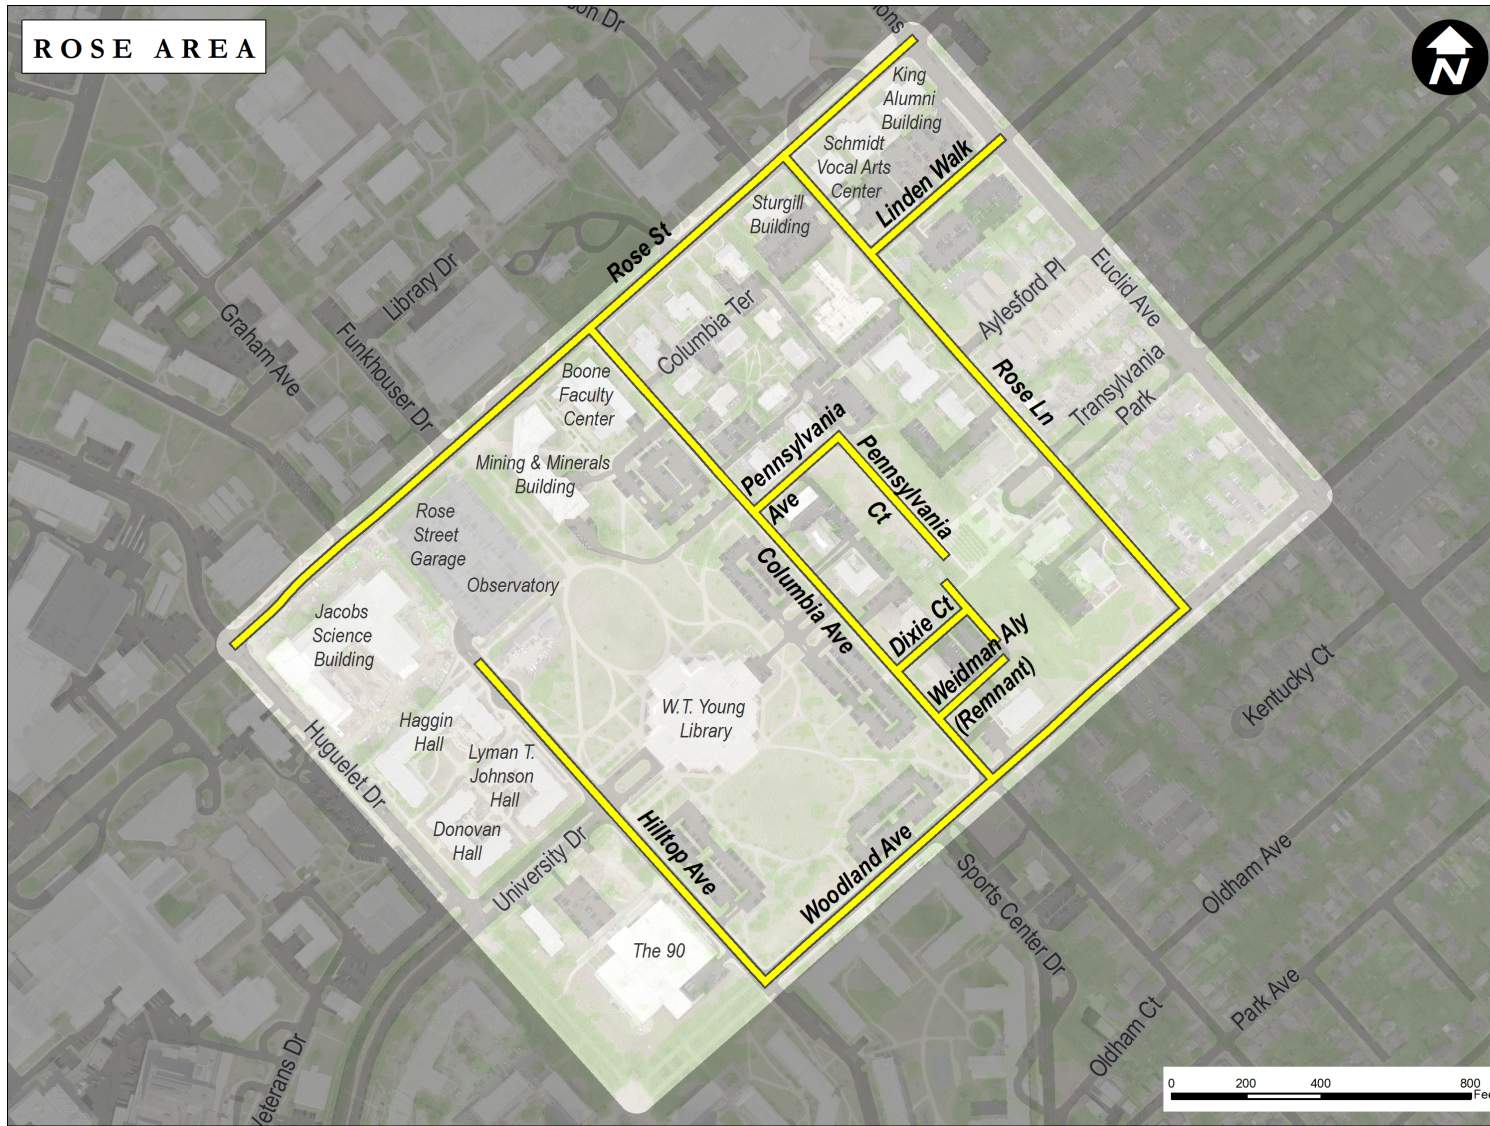 ROSE AREA
N
King
Alumni
Building
Schmidt
Vocal Arts
Center
Linden Walk
Sturgill
Building
Rose St
Library Dr
Graham Ave
Funkhouser Dr
Columbia Ter
Aylesford Pl
Euclid Ave
Transylvania
Park
Rose Ln
Boone
Faculty
Center
Mining & Minerals
Building
Pennsylvania
Ave
Pennsylvania
Ct
Rose
Street
Garage
Observatory
Columbia Ave
Jacobs
Science
Building
Dixie Ct
Weidman Aly
(Remnant)
Kentucky Ct
W.T. Young
Library
Haggin
Hall
Huguelet Dr
Lyman T.
Johnson
Hall
Donovan
Hall
University Dr
Hilltop Ave
Woodland Ave
The 90
Sports Center Dr
Oldham Ave
Park Ave
Oldham Ct
0 200 400 800